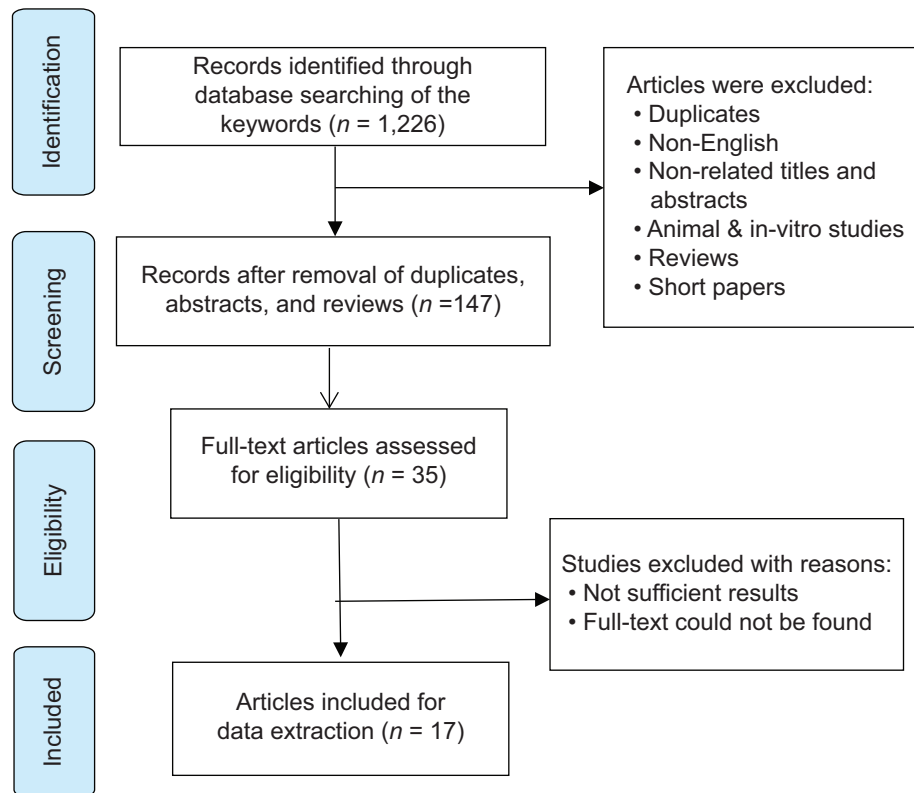 Identification
Records identified through
database searching of the
keywords (n = 1,226)
Articles were excluded:
• Duplicates
• Non-English
• Non-related titles and
abstracts
• Animal & in-vitro studies
• Reviews
• Short papers
Screening
Records after removal of duplicates,
abstracts, and reviews (n =147)
Eligibility
Full-text articles assessed
for eligibility (n = 35)
Studies excluded with reasons:
• Not sufficient results
• Full-text could not be found
Included
Articles included for
data extraction (n = 17)